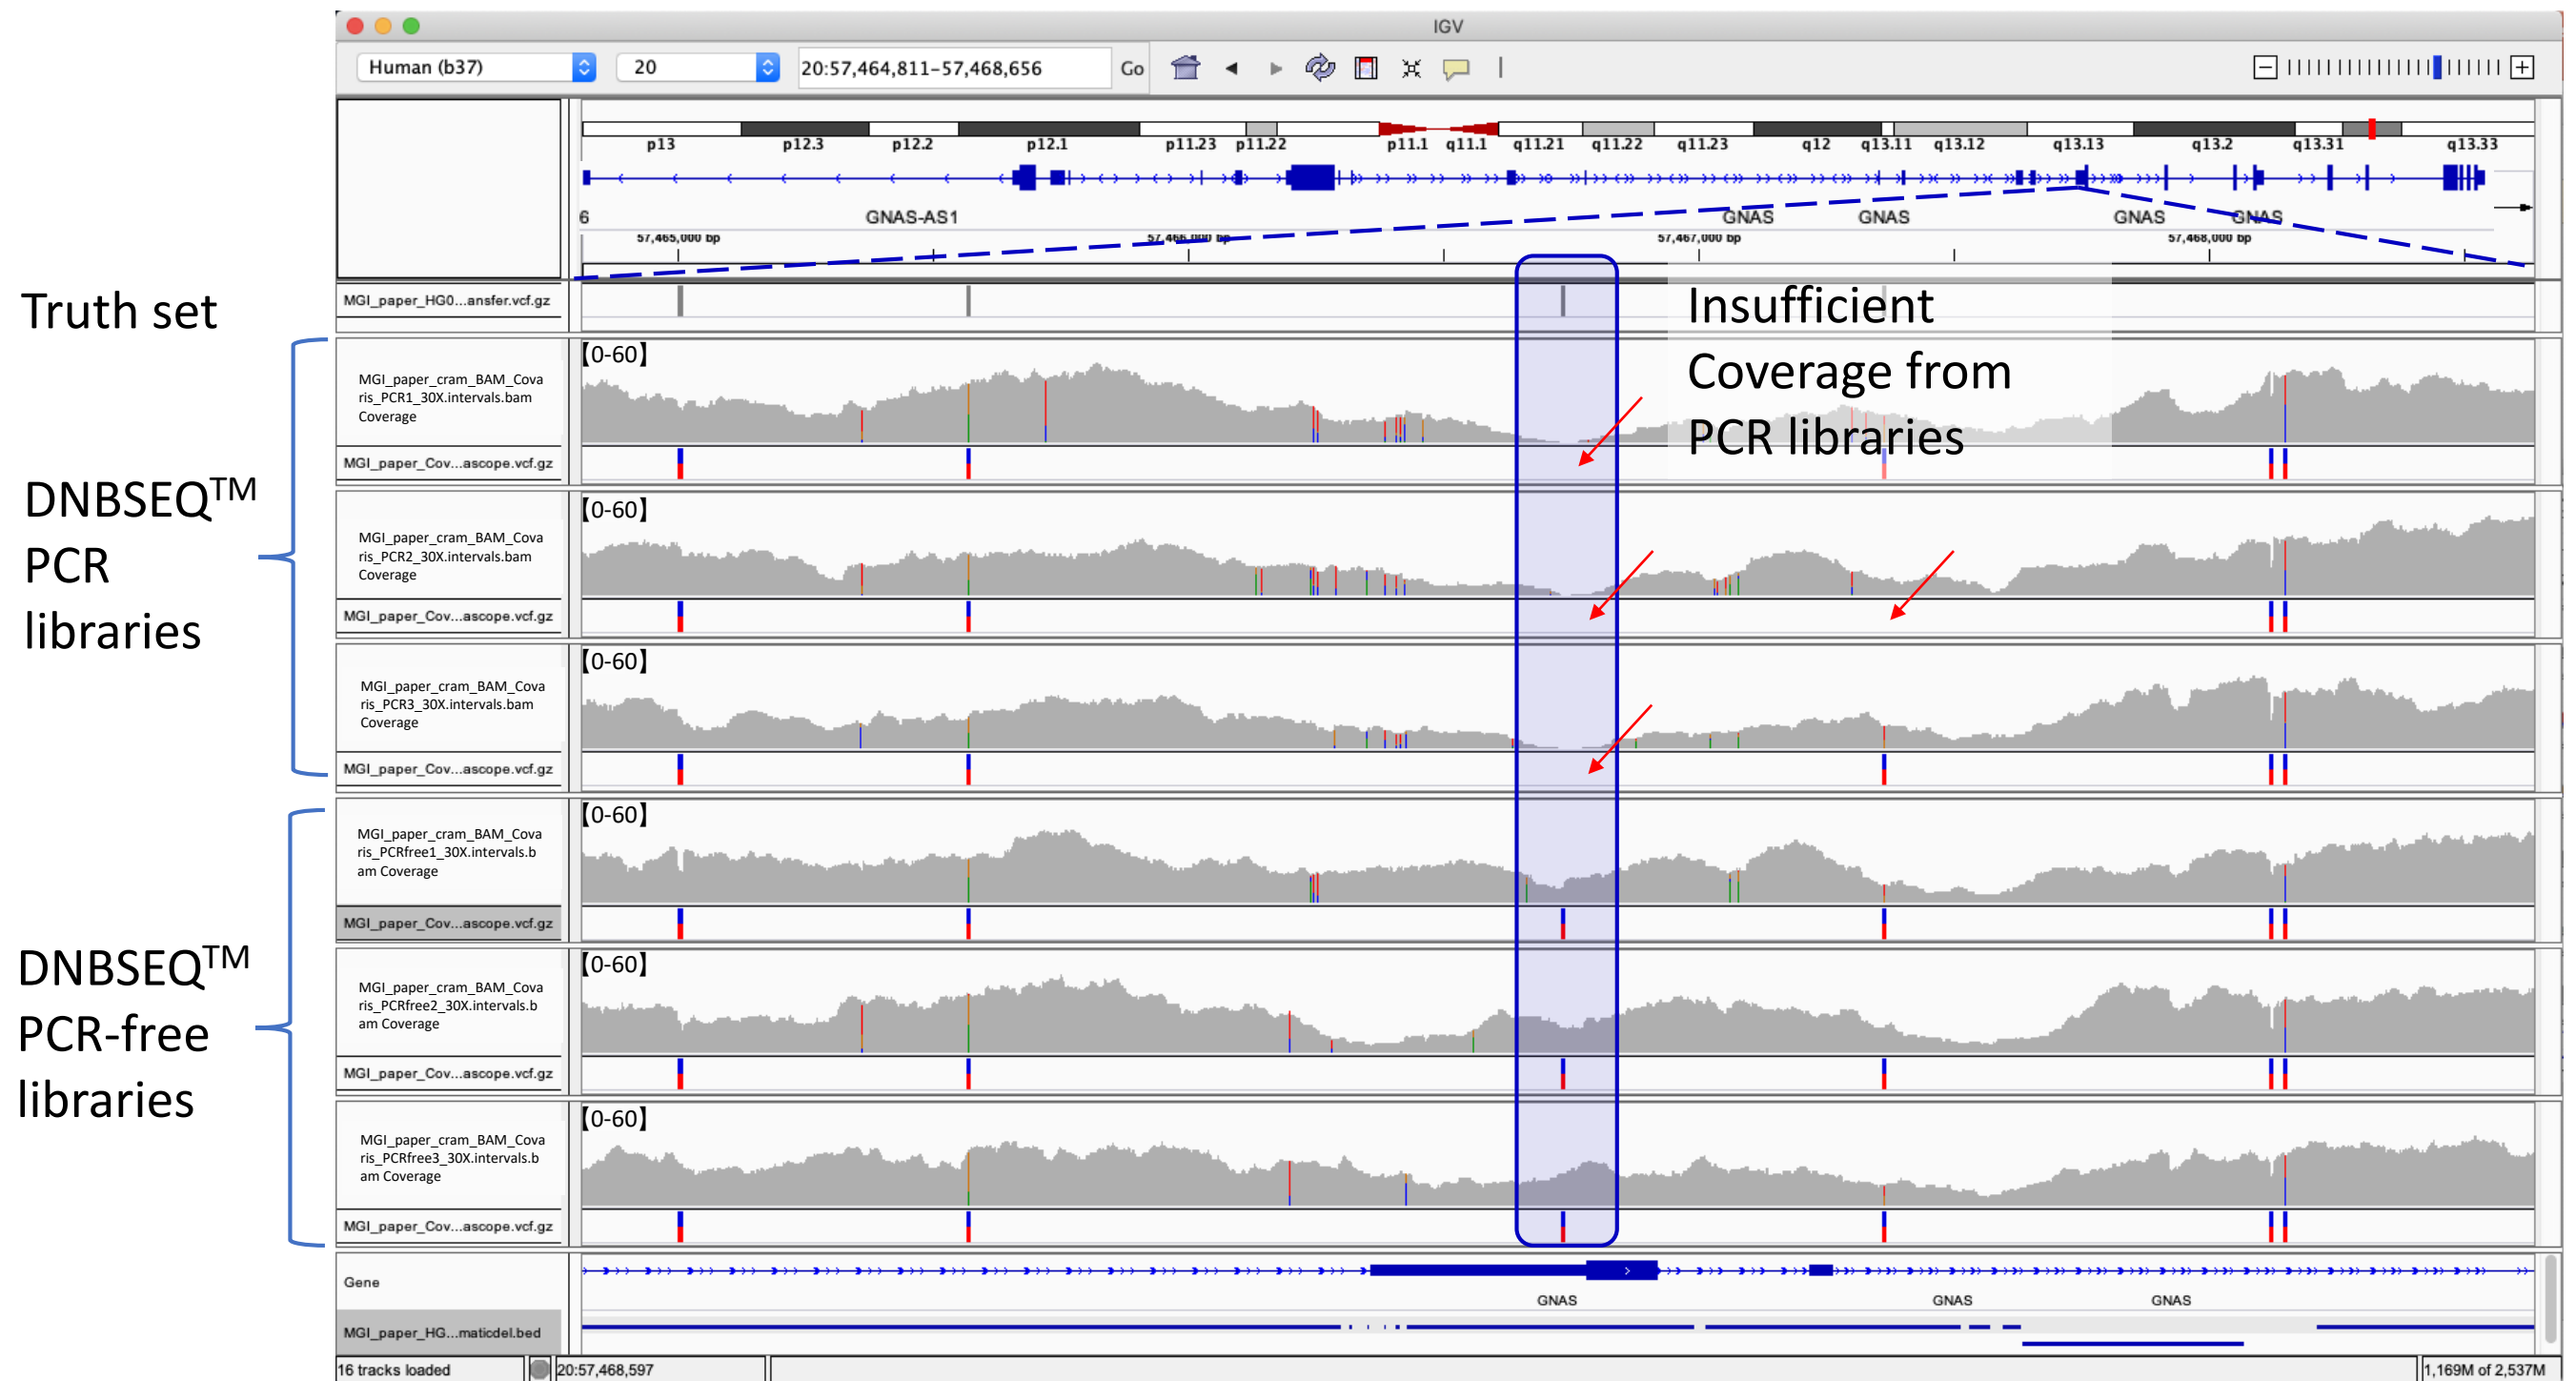 IGV
Human (b37) 20 20:57,464,811-57,468,656 Go
p13 p12.3 p12.2 p12.1 p11.23 p11.22 p11.1 q11.1 q11.21 q11.22 q11.23 q12 q13.11 q13.12 q13.13 q13.2 q13.31 q13.33
6 GNAS-AS1 GNAS GNAS GNAS GNAS
57,465,000 bp 57,466,000 bp 57,467,000 bp 57,468,000 bp
Truth set
MGI_paper_HG0...ansfer.vcf.gz
Insufficient
Coverage from
PCR libraries
DNBSEQTM
PCR
libraries
【0-60】
MGI_paper_cram_BAM_Cova
ris_PCR1_30X.intervals.bam
Coverage
MGI_paper_Cov...ascope.vcf.gz
【0-60】
MGI_paper_cram_BAM_Cova
ris_PCR2_30X.intervals.bam
Coverage
MGI_paper_Cov...ascope.vcf.gz
【0-60】
MGI_paper_cram_BAM_Cova
ris_PCR3_30X.intervals.bam
Coverage
MGI_paper_Cov...ascope.vcf.gz
DNBSEQTM
PCR-free
libraries
【0-60】
MGI_paper_cram_BAM_Cova
ris_PCRfree1_30X.intervals.b
am Coverage
MGI_paper_Cov...ascope.vcf.gz
【0-60】
MGI_paper_cram_BAM_Cova
ris_PCRfree2_30X.intervals.b
am Coverage
MGI_paper_Cov...ascope.vcf.gz
【0-60】
MGI_paper_cram_BAM_Cova
ris_PCRfree3_30X.intervals.b
am Coverage
MGI_paper_Cov...ascope.vcf.gz
Gene
GNAS GNAS GNAS
MGI_paper_HG...maticdel.bed
16 tracks loaded 20:57,468,597 1,169M of 2,537M